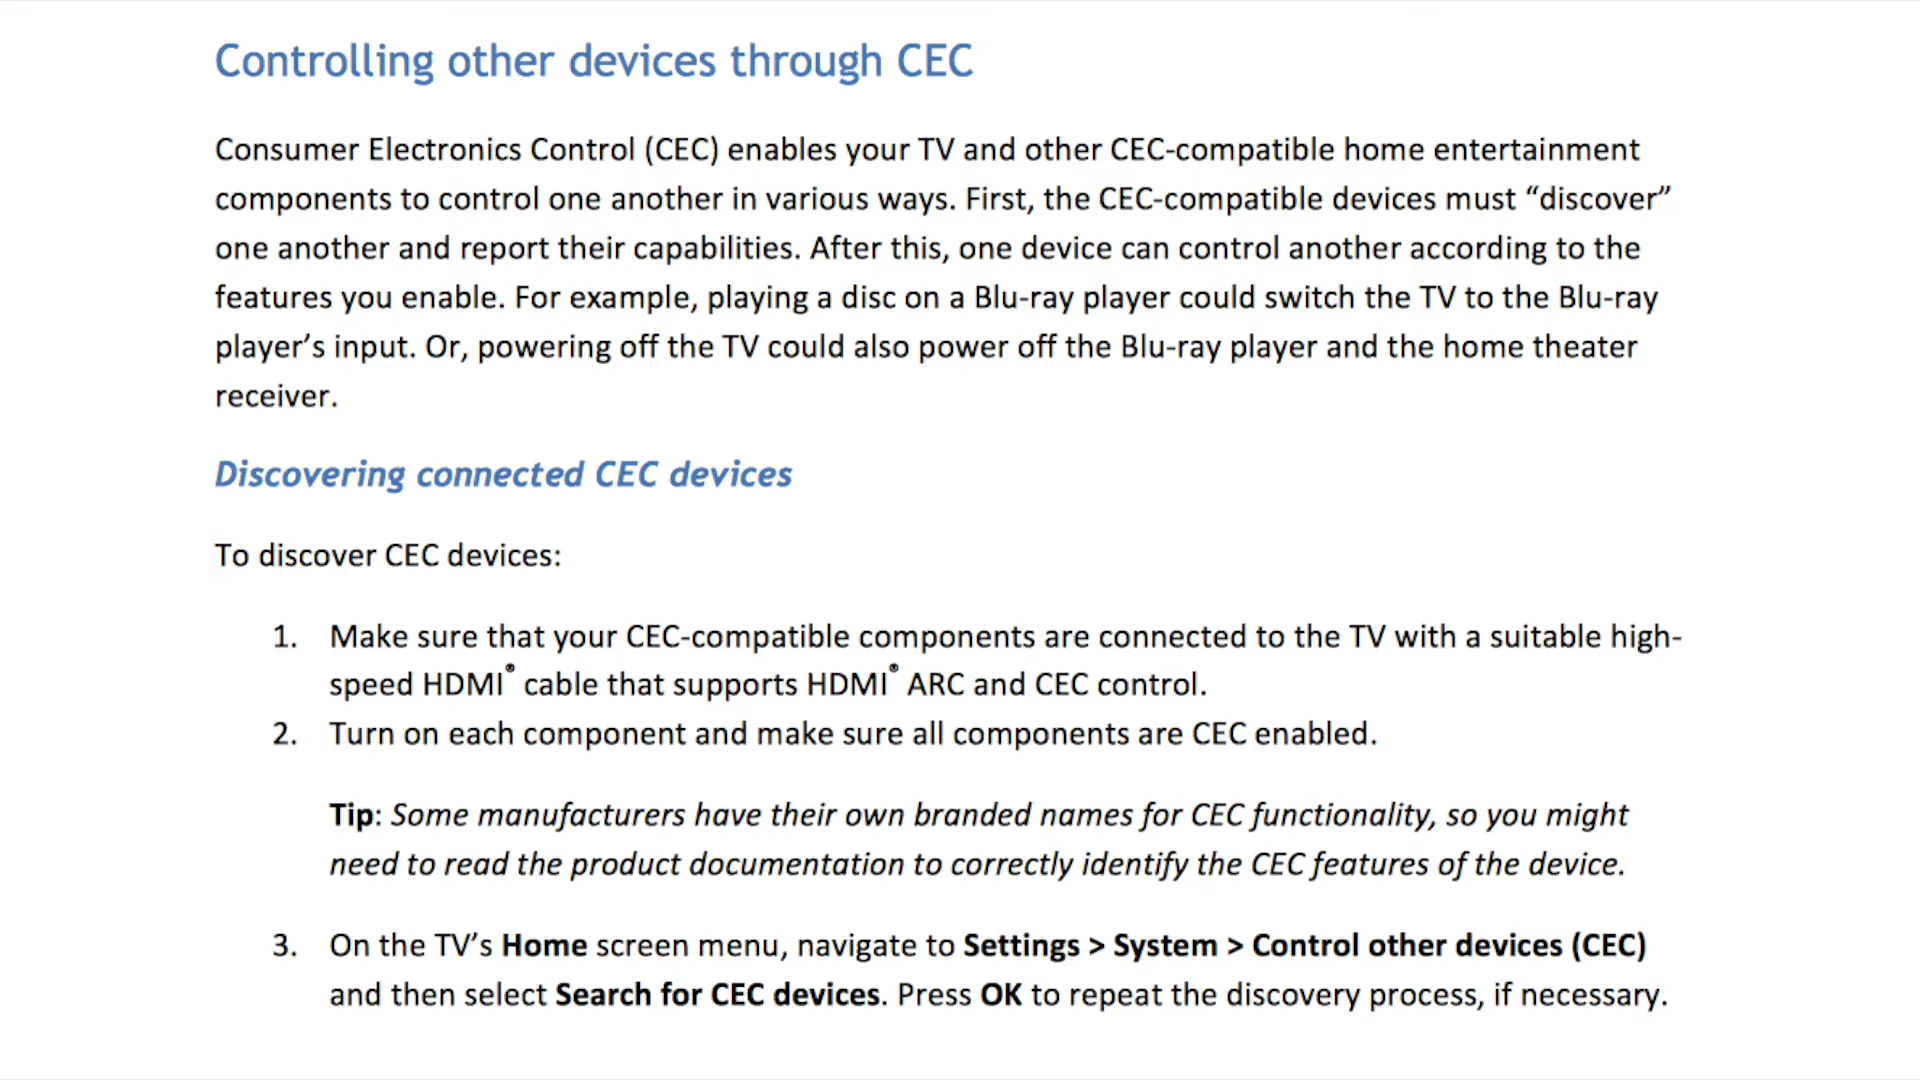 Controlling other devices through CEC
Consumer Electronics Control (CEC) enables your TV and other CEC-compatible home entertainment
components to control one another in various ways. First, the CEC-compatible devices must “discover”
one another and report their capabilities. After this, one device can control another according to the
features you enable. For example, playing a disc on a Blu-ray player could switch the TV to the Blu-ray
player’s input. Or, powering off the TV could also power off the Blu-ray player and the home theater
receiver.
Discovering connected CEC devices
To discover CEC devices:
1. Make sure that your CEC-compatible components are connected to the TV with a suitable high-
speed HDMI® cable that supports HDMI® ARC and CEC control.
2. Turn on each component and make sure all components are CEC enabled.
Tip: Some manufacturers have their own branded names for CEC functionality, so you might
need to read the product documentation to correctly identify the CEC features of the device.
3. On the TV’s Home screen menu, navigate to Settings > System > Control other devices (CEC)
and then select Search for CEC devices. Press OK to repeat the discovery process, if necessary.